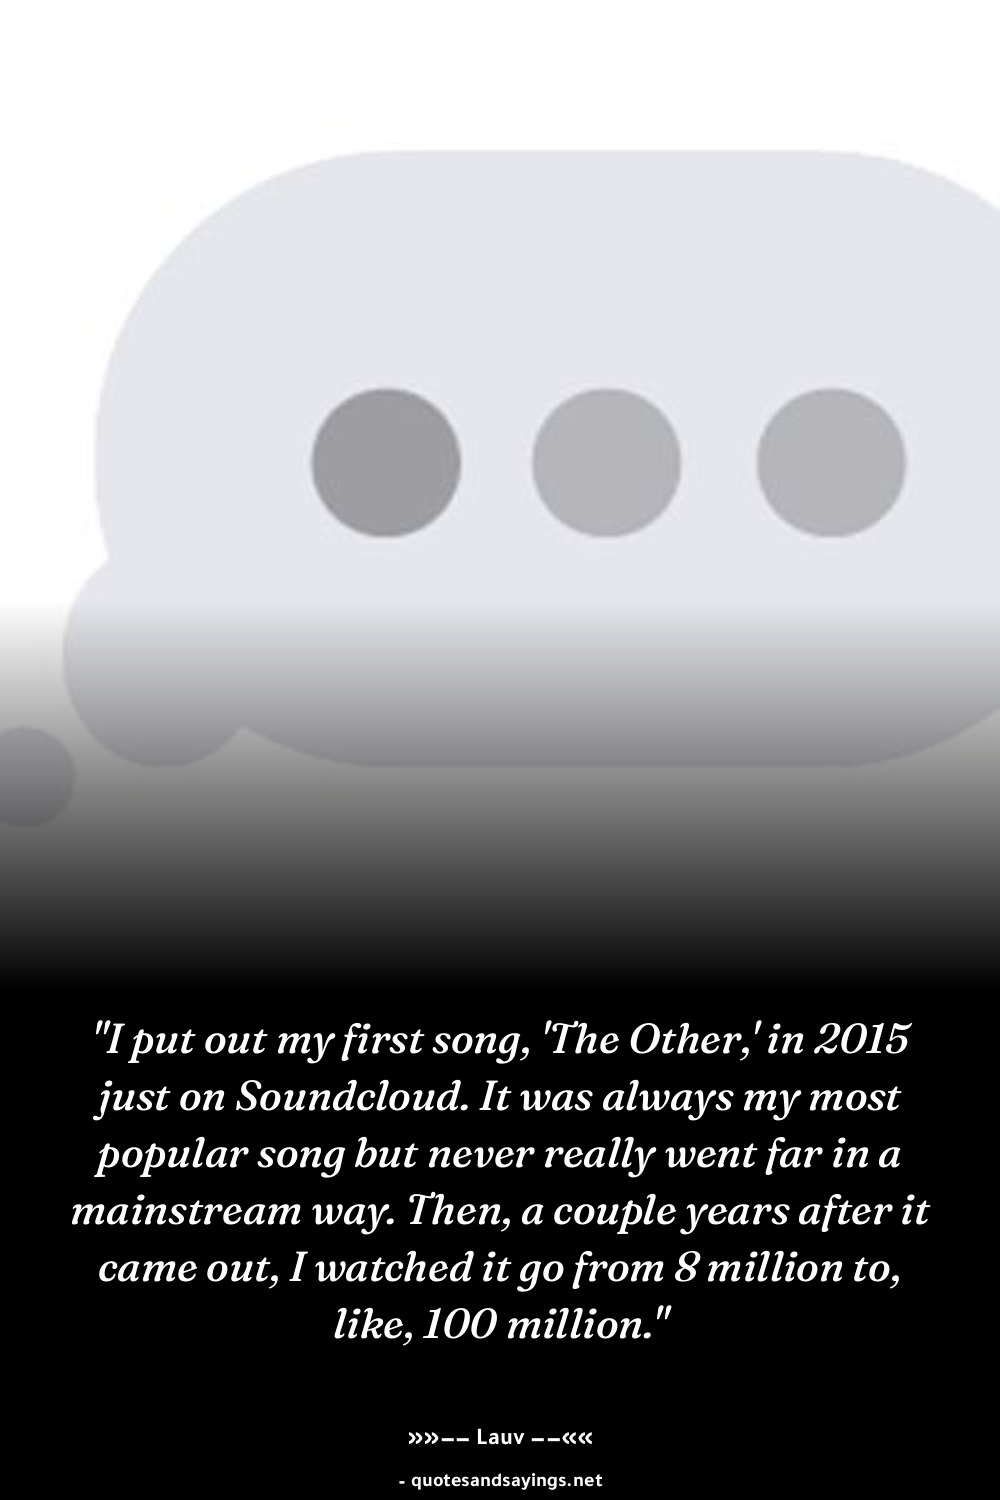 "I put out my first song, 'The Other,' in 2015
just on Soundcloud. It was always my most
popular song but never really went far in a
mainstream way. Then, a couple years after it
came out, I watched it go from 8 million to,
like, 100 million."
»»−− Lauv −−««
- quotesandsayings.net